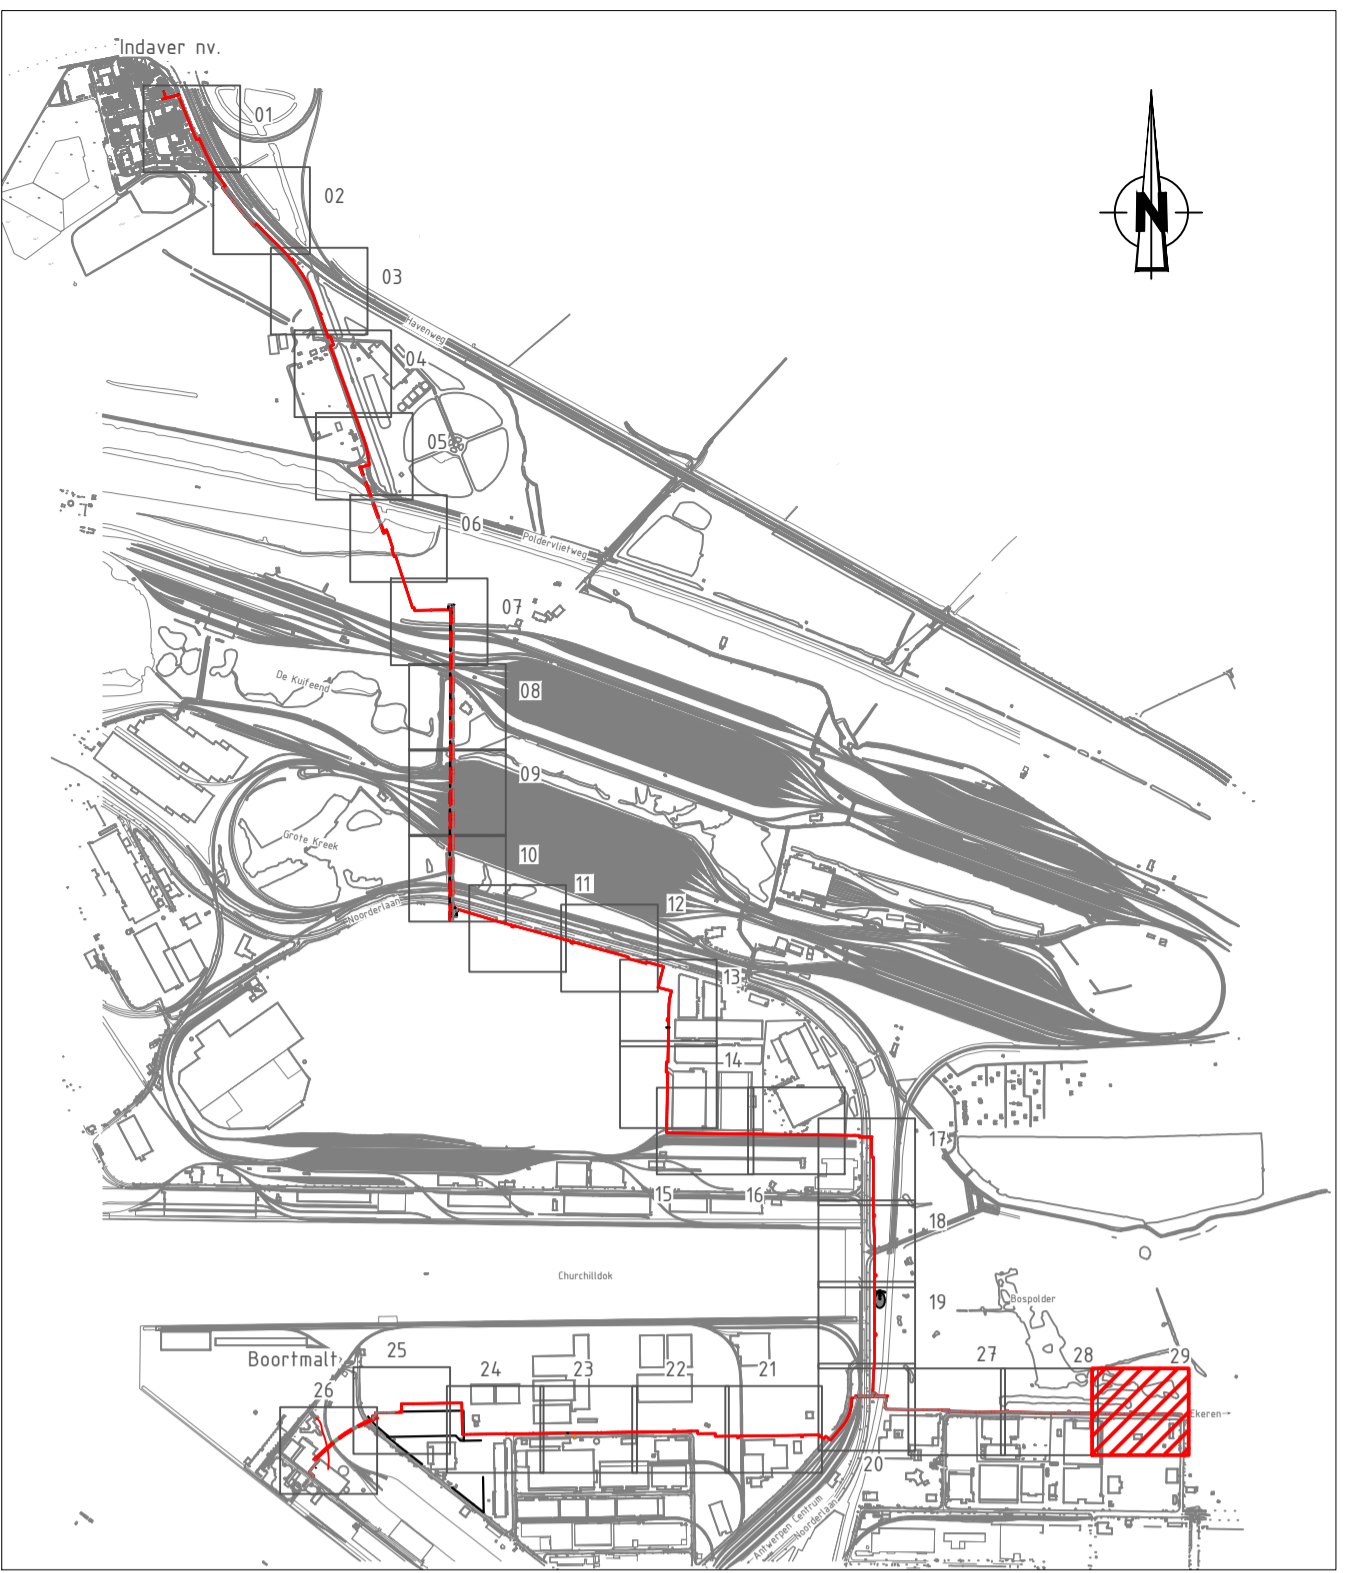 Indaver nv.
01
02
N
03
Havenweg
04
05
06
Poldervlietweg
07
De Kuifeend
08
09
Grote Kreek
10
11
12
Noorderlaan
13
14
17
15
16
18
Churchilldok
19
Bospolder
Boortmalt
25
24
23
22
21
27
28
29
26
Ekeren
20
Antwerpen Centrum
Noorderlaan